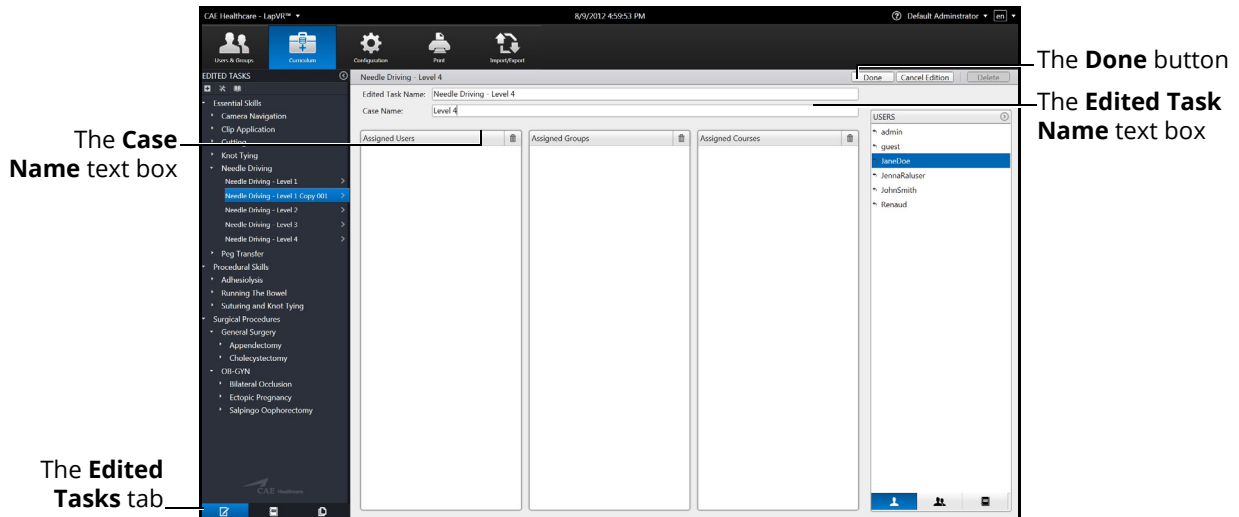 CAE Healthcare - LapVR™
8/9/2012 4:59:53 PM
Default Adminstrator
en
Users & Groups
Curriculum
Configuration
Print
Import/Export
The Done button
EDITED TASKS
Needle Driving - Level 4
Done
Cancel Edition
Delete
Edited Task Name:
Needle Driving - Level 4
The Edited Task
Name text box
Case Name:
Level 4
The Case
Name text box
Essential Skills
Camera Navigation
Clip Application
Cutting
Knot Tying
Needle Driving
Needle Driving - Level 1
Needle Driving - Level 1 Copy 001
Needle Driving - Level 2
Needle Driving - Level 3
Needle Driving - Level 4
Peg Transfer
Procedural Skills
Adhesiolysis
Running The Bowel
Suturing and Knot Tying
Surgical Procedures
General Surgery
Appendectomy
Cholecystectomy
OB-GYN
Bilateral Occlusion
Ectopic Pregnancy
Salpingo Oophorectomy
Assigned Users
Assigned Groups
Assigned Courses
USERS
admin
guest
JaneDoe
JennaRaluser
JohnSmith
Renaud
CAE Healthcare
The Edited
Tasks tab